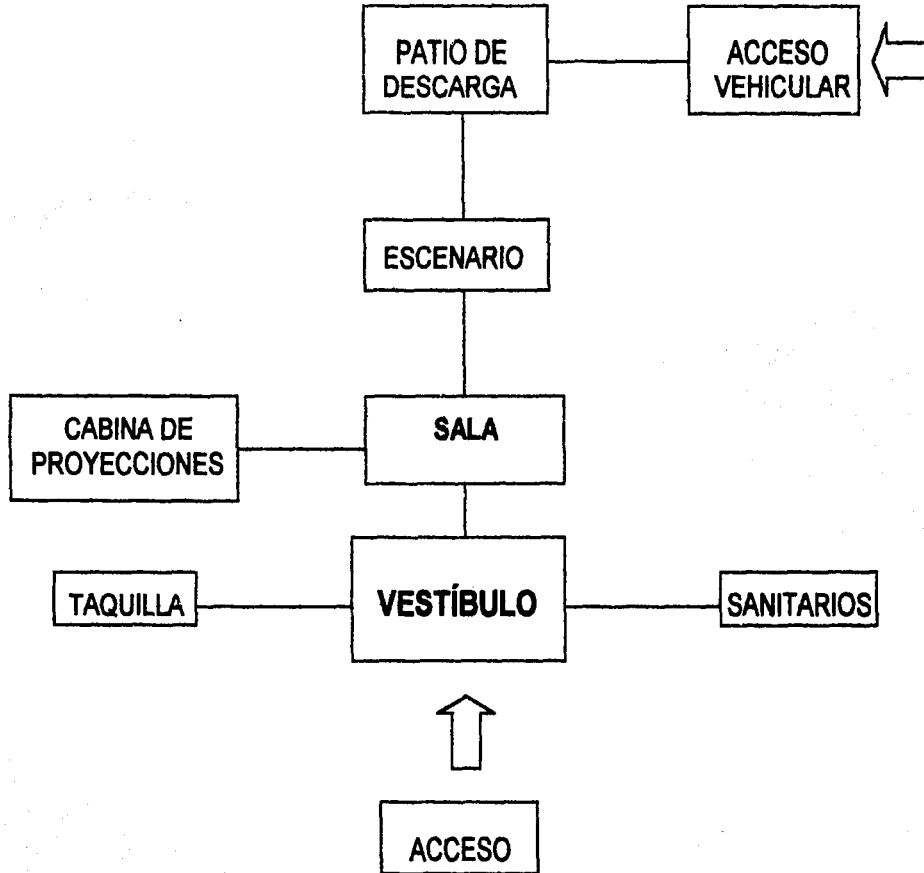 PATIO DE
DESCARGA
ACCESO
VEHICULAR
ESCENARIO
CABINA DE
PROYECCIONES
SALA
TAQUILLA
VESTÍBULO
SANITARIOS
ACCESO